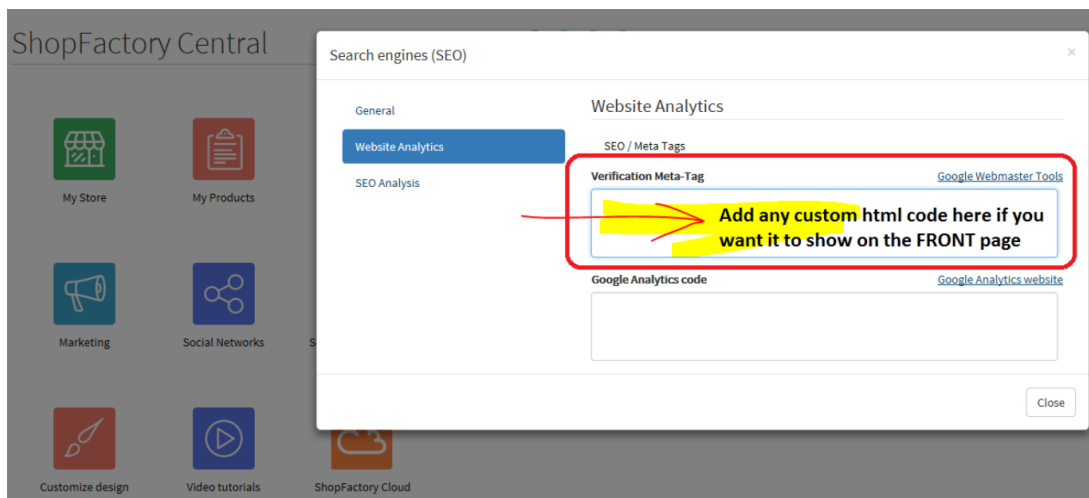 ShopFactory Central
Search engines (SEO)
×
General
Website Analytics
SEO Analysis
Website Analytics
SEO / Meta Tags
Verification Meta-Tag
Google Webmaster Tools
Add any custom html code here if you
want it to show on the FRONT page
Google Analytics code
Google Analytics website
Close
My Store
My Products
Marketing
Social Networks
S
Customize design
Video tutorials
ShopFactory Cloud